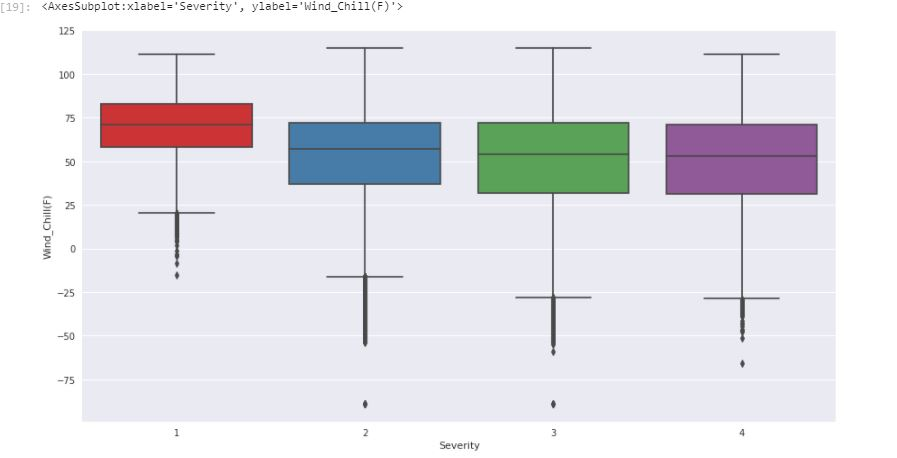 [19]: <AxesSubplot:xlabel='Severity', ylabel='Wind_Chill(F)'>
125
100
75
50
25
0
−25
−50
−75
Wind_Chill(F)
1 2 3 4
Severity